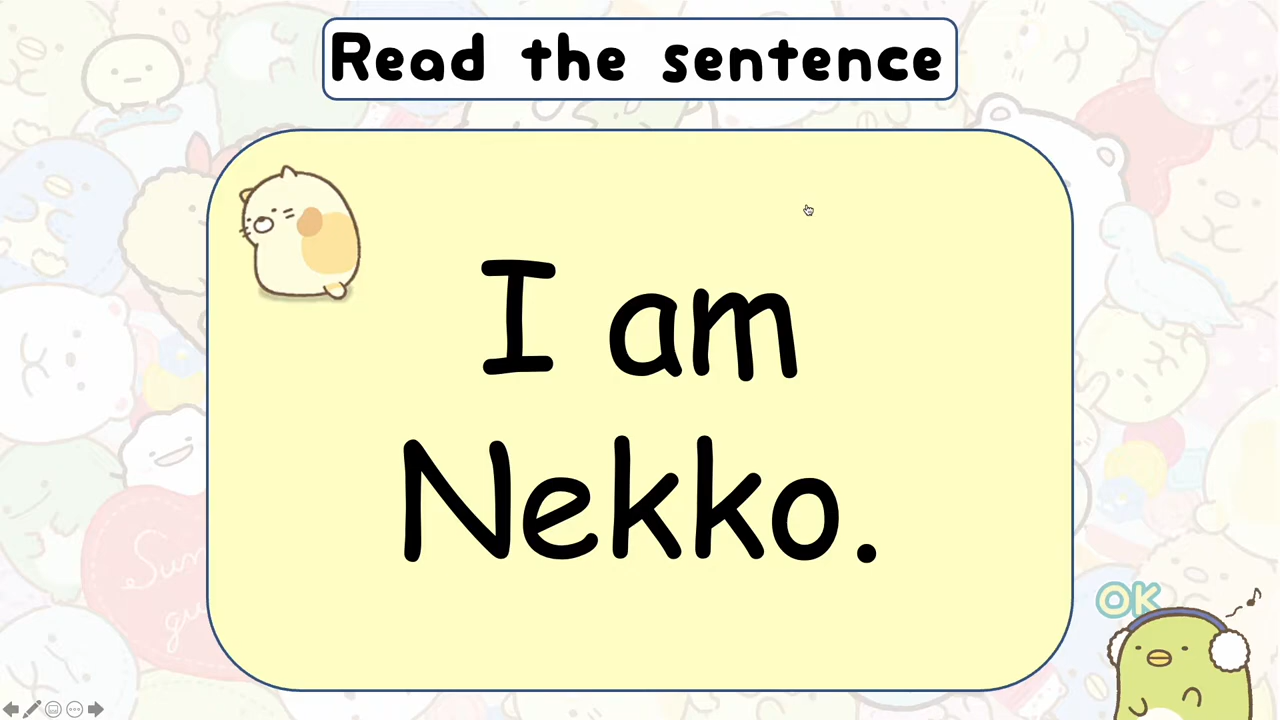 Read the sentence
I am
Nekko.
OK